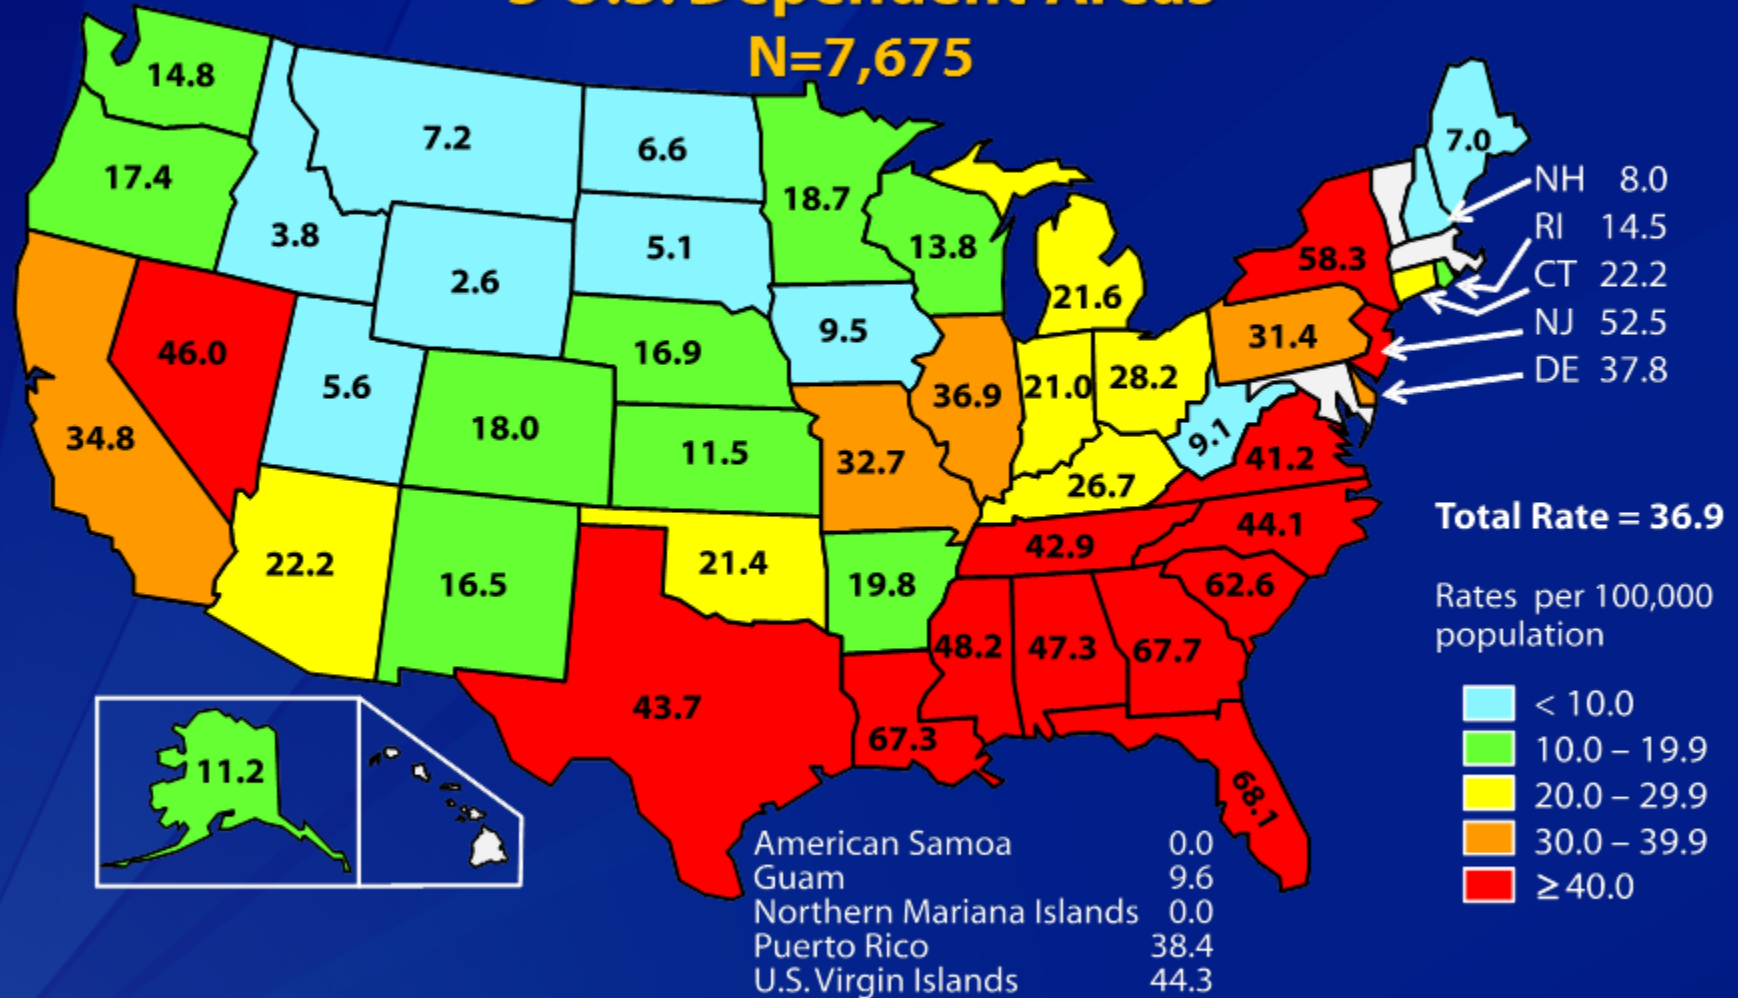 5 U.S. Dependent Areas
N=7,675
14.8
7.2
6.6
7.0
17.4
18.7
NH 8.0
3.8
5.1
13.8
RI 14.5
58.3
2.6
21.6
CT 22.2
9.5
31.4
NJ 52.5
46.0
16.9
5.6
21.0
28.2
DE 37.8
36.9
18.0
34.8
11.5
32.7
9.1
41.2
26.7
Total Rate = 36.9
44.1
42.9
22.2
21.4
16.5
19.8
62.6
Rates per 100,000
population
48.2
47.3
67.7
43.7
< 10.0
67.3
10.0 – 19.9
11.2
68.1
20.0 – 29.9
30.0 – 39.9
≥ 40.0
American Samoa 0.0
Guam 9.6
Northern Mariana Islands 0.0
Puerto Rico 38.4
U.S. Virgin Islands 44.3